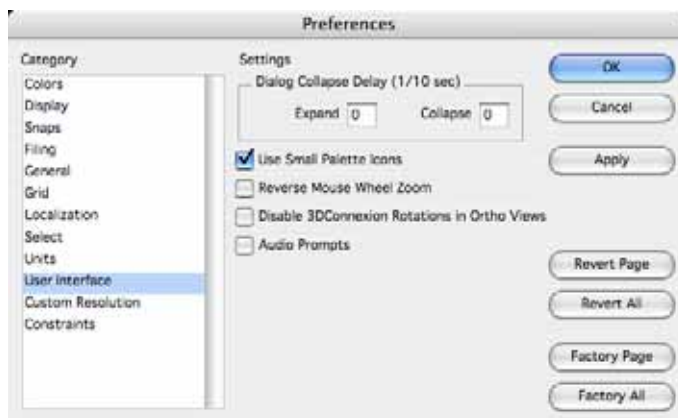 Preferences
Category
Colors
Display
Snaps
Filing
General
Grid
Localization
Select
Units
User Interface
Custom Resolution
Constraints
Settings
Dialog Collapse Delay (1/10 sec)
Expand 0 Collapse 0
Use Small Palette Icons
Reverse Mouse Wheel Zoom
Disable 3DConnexion Rotations in Ortho Views
Audio Prompts
OK
Cancel
Apply
Revert Page
Revert All
Factory Page
Factory All